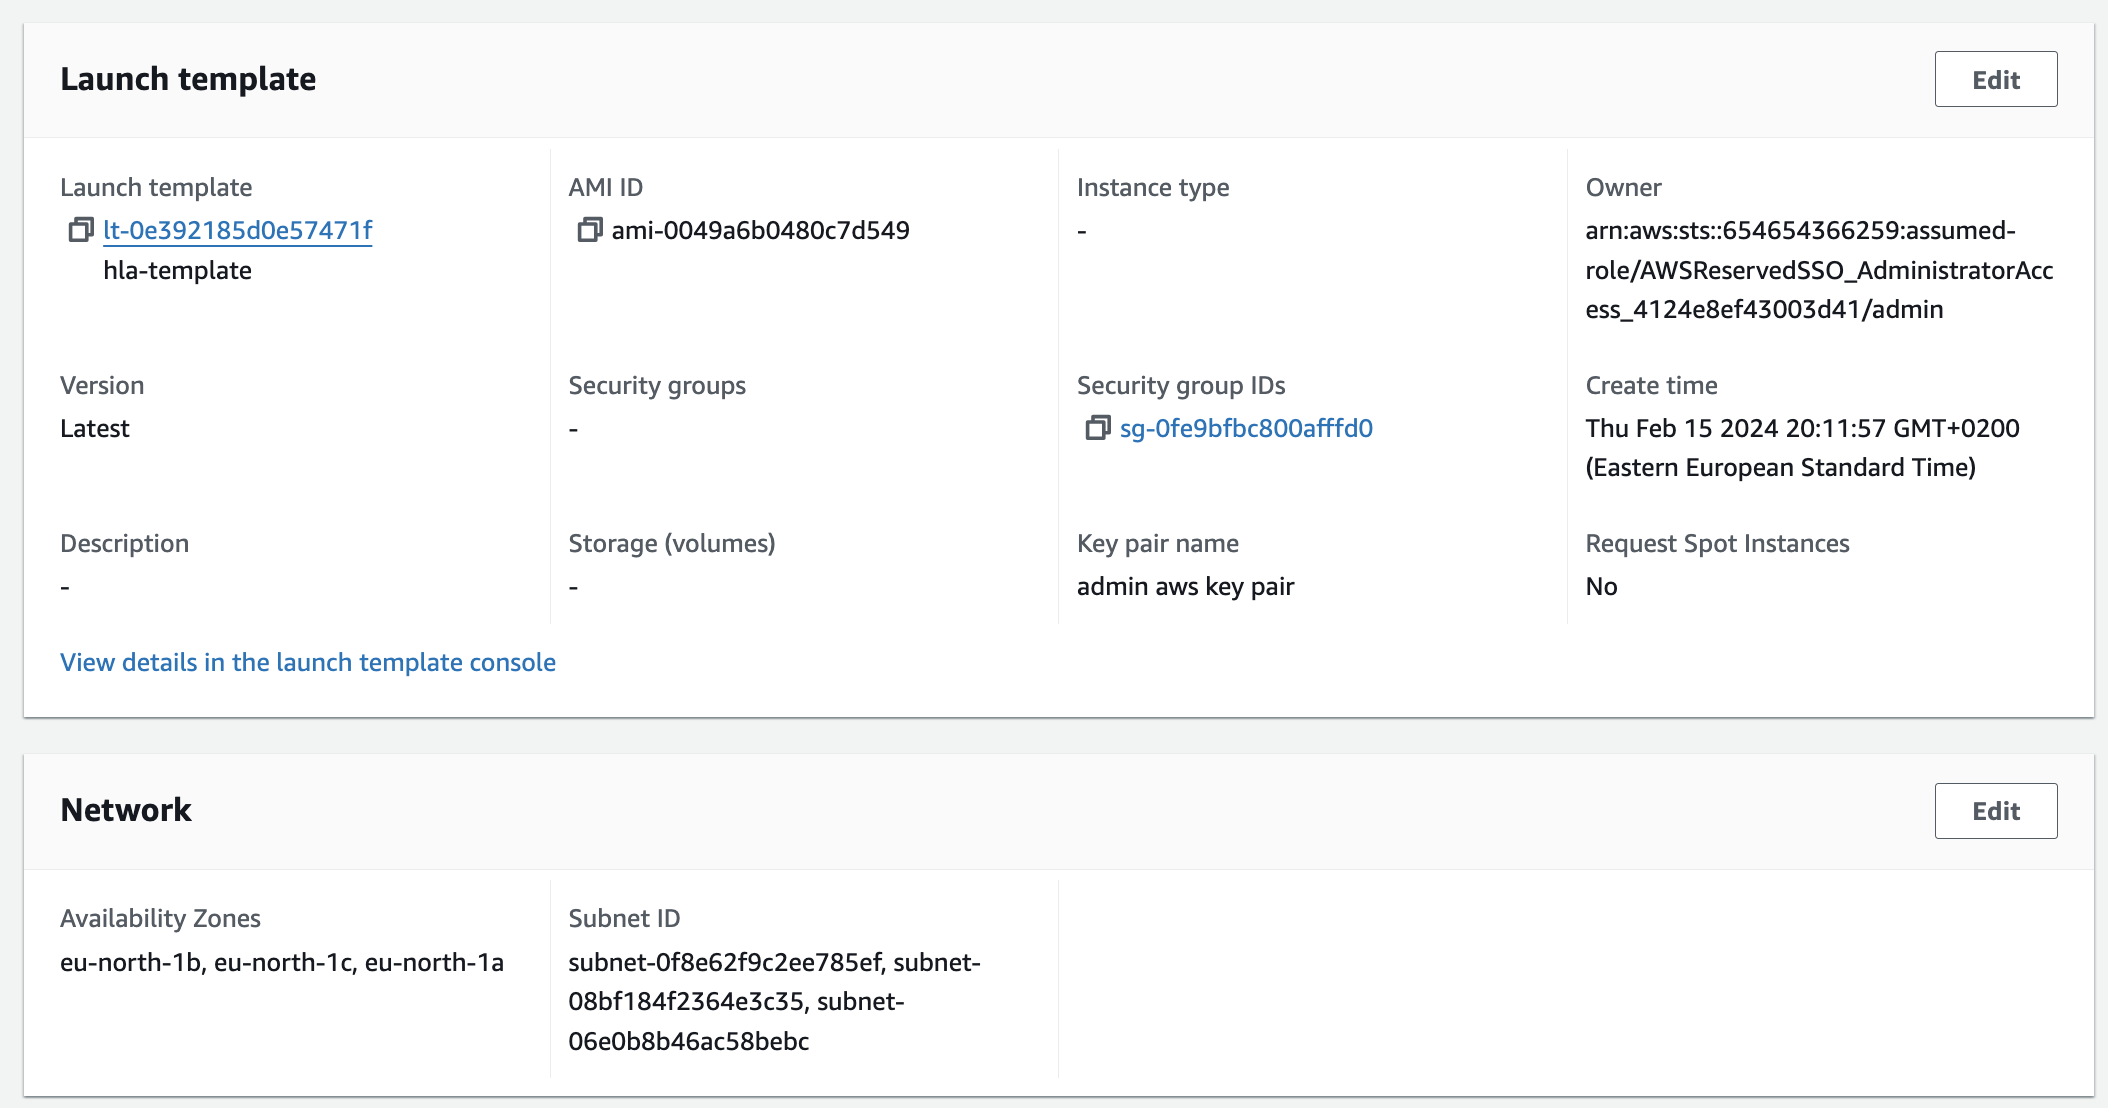 Launch template
Edit
Launch template
lt-0e392185d0e57471f
hla-template
AMI ID
ami-0049a6b0480c7d549
Instance type
-
Owner
arn:aws:sts::654654366259:assumed-
role/AWSReservedSSO_AdministratorAcc
ess_4124e8ef43003d41/admin
Version
Latest
Security groups
-
Security group IDs
sg-0fe9bfbc800afffd0
Create time
Thu Feb 15 2024 20:11:57 GMT+0200
(Eastern European Standard Time)
Description
-
Storage (volumes)
-
Key pair name
admin aws key pair
Request Spot Instances
No
View details in the launch template console
Network
Edit
Availability Zones
eu-north-1b, eu-north-1c, eu-north-1a
Subnet ID
subnet-0f8e62f9c2ee785ef, subnet-
08bf184f2364e3c35, subnet-
06e0b8b46ac58bebc